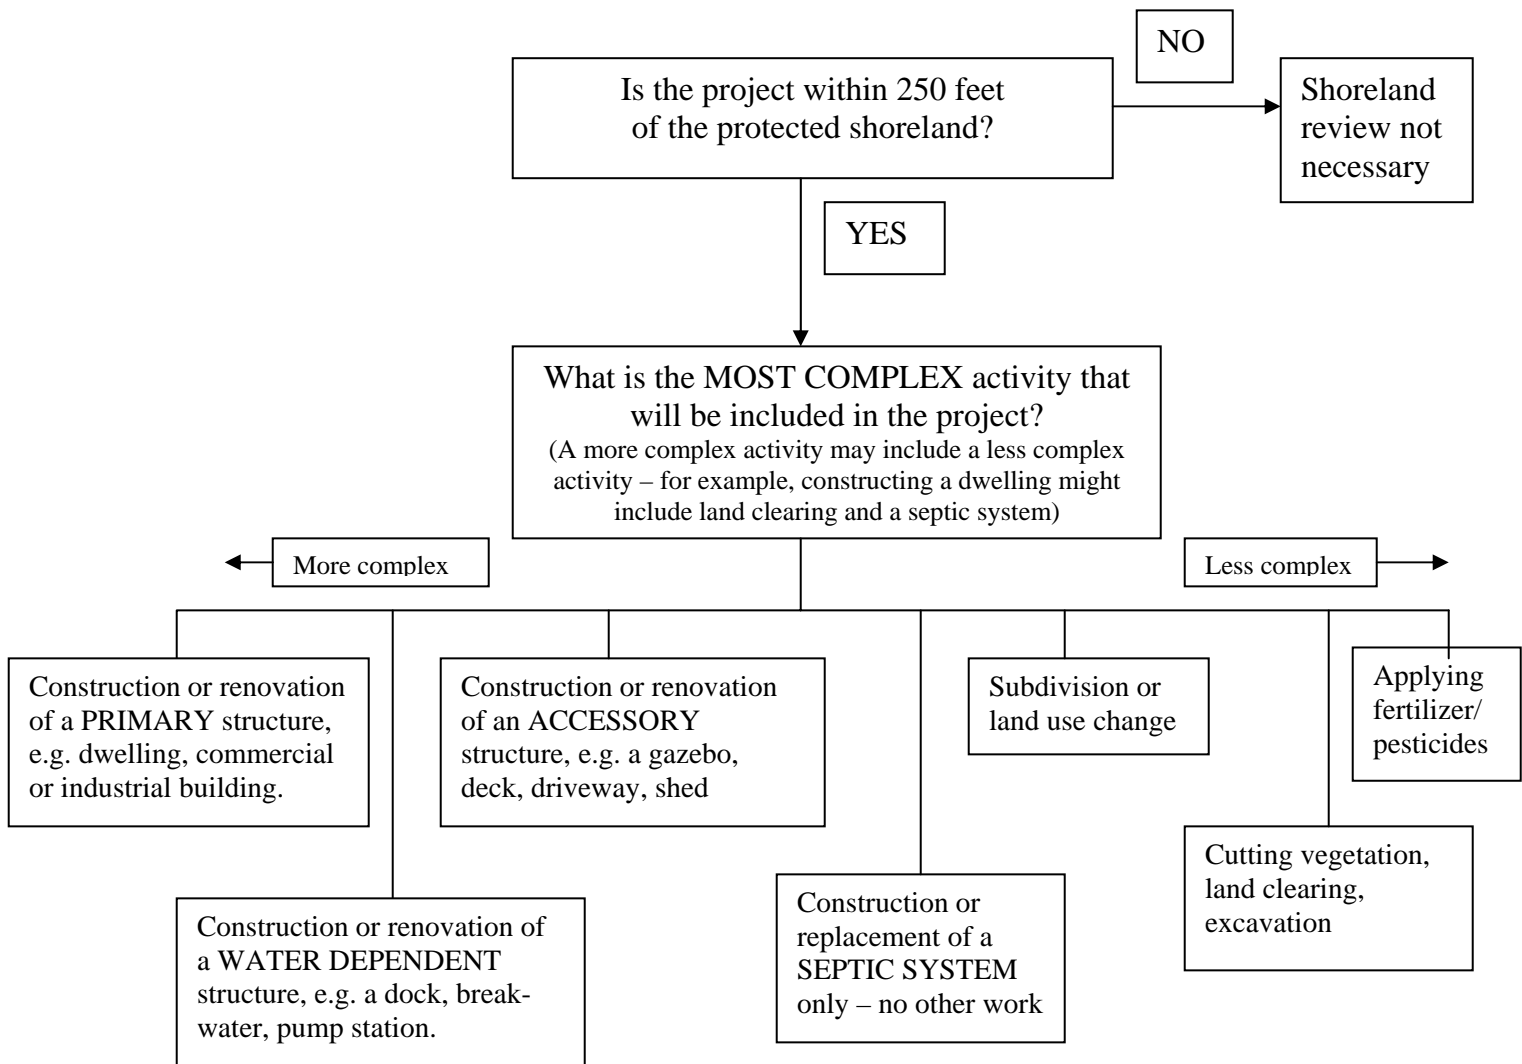 NO
Is the project within 250 feet
of the protected shoreland?
Shoreland
review not
necessary
YES
What is the MOST COMPLEX activity that
will be included in the project?
(A more complex activity may include a less complex
activity – for example, constructing a dwelling might
include land clearing and a septic system)
More complex
Less complex
Construction or renovation
of a PRIMARY structure,
e.g. dwelling, commercial
or industrial building.
Construction or renovation of
a WATER DEPENDENT
structure, e.g. a dock, break-
water, pump station.
Construction or renovation
of an ACCESSORY
structure, e.g. a gazebo,
deck, driveway, shed
Construction or
replacement of a
SEPTIC SYSTEM
only – no other work
Subdivision or
land use change
Cutting vegetation,
land clearing,
excavation
Applying
fertilizer/
pesticides